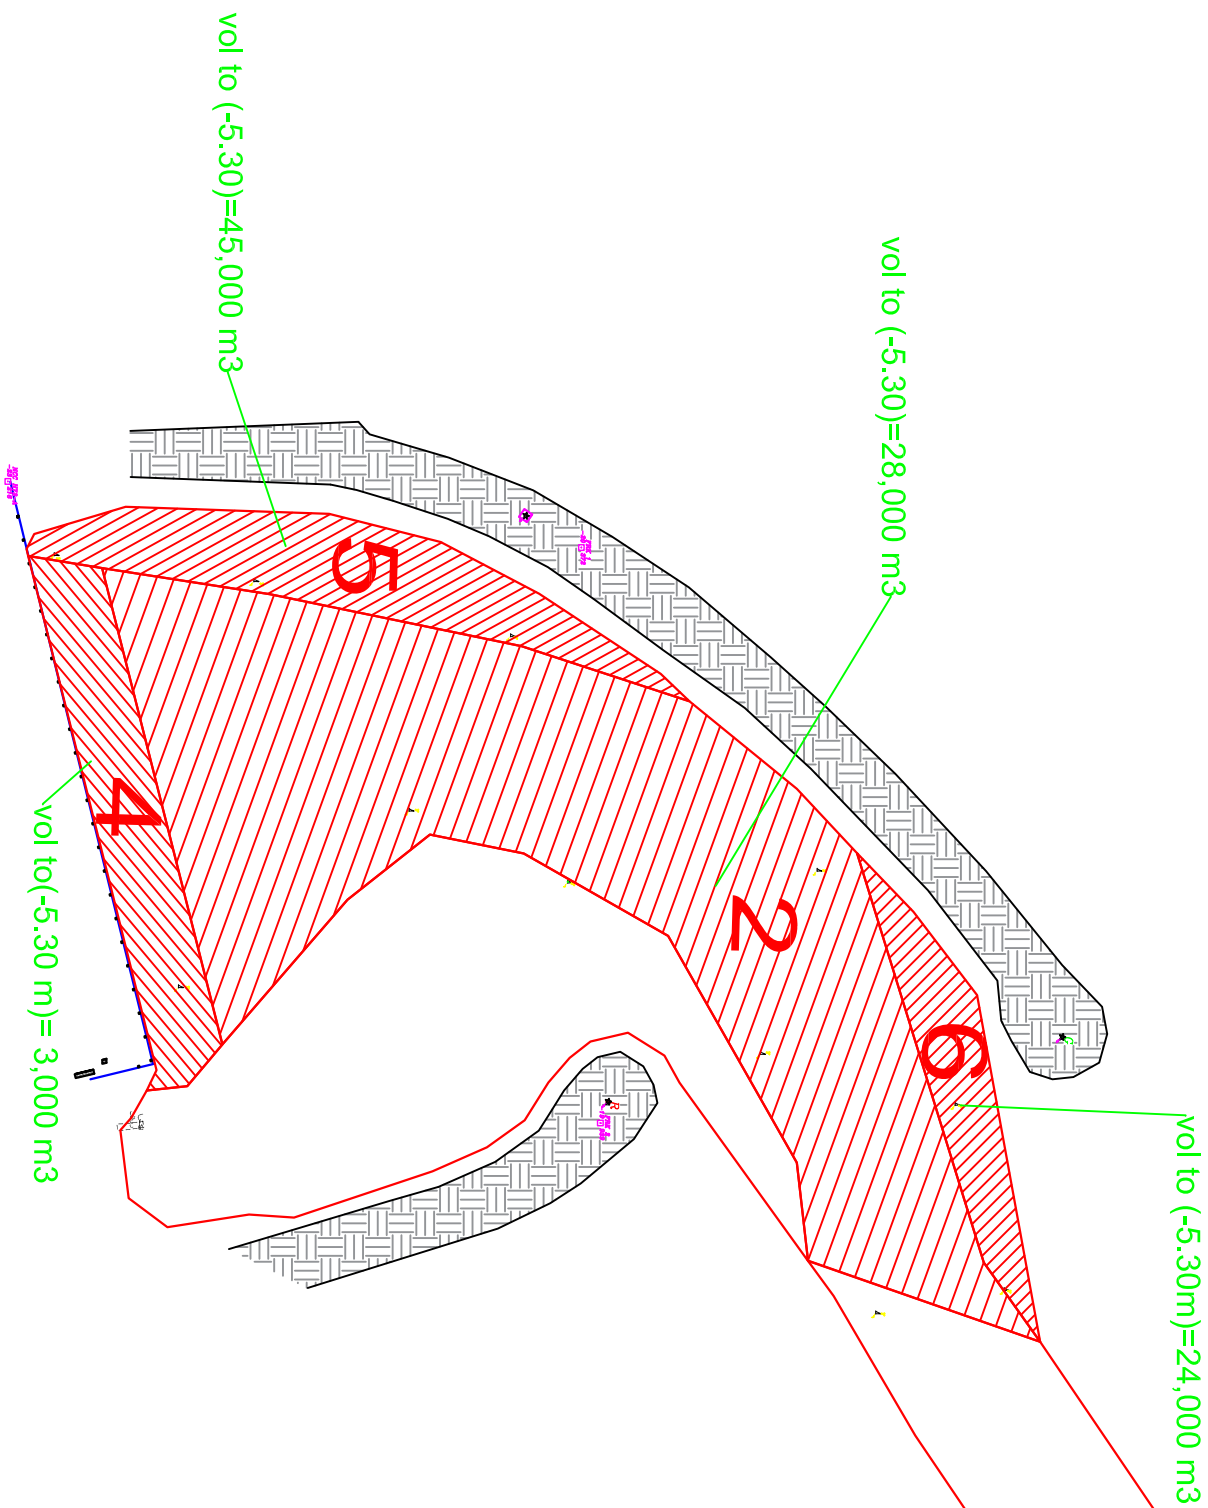 vol to (-5.30)=45,000 m3
vol to (-5.30)=28,000 m3
5
4
vol to(-5.30 m)= 3,000 m3
2
6
vol to (-5.30m)=24,000 m3
R